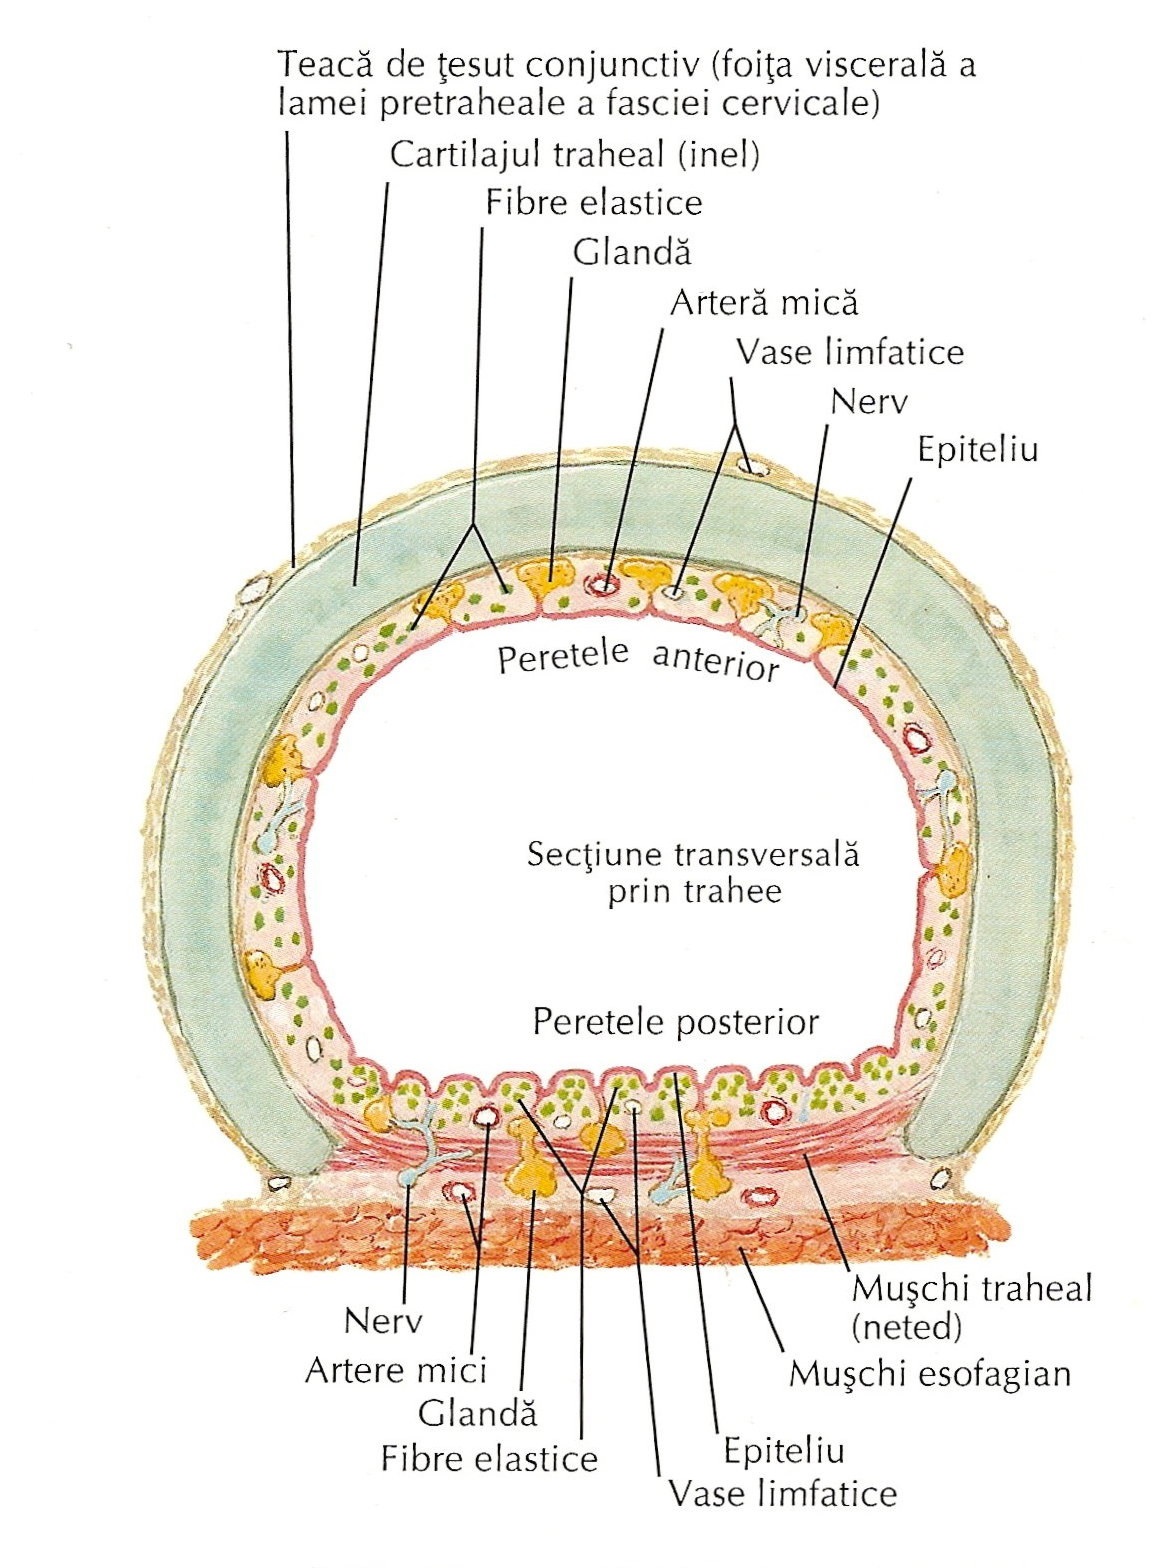 Teacă de ţesut conjunctiv (foiţa viscerală a
lamei pretraheale a fasciei cervicale)
Cartilajul traheal (inel)
Fibre elastice
Glandă
Arteră mică
Vase limfatice
Nerv
Epiteliu
Peretele anterior
Secţiune transversală
prin trahee
Peretele posterior
Muşchi traheal
(neted)
Muşchi esofagian
Nerv
Artere mici
Glandă
Fibre elastice
Epiteliu
Vase limfatice